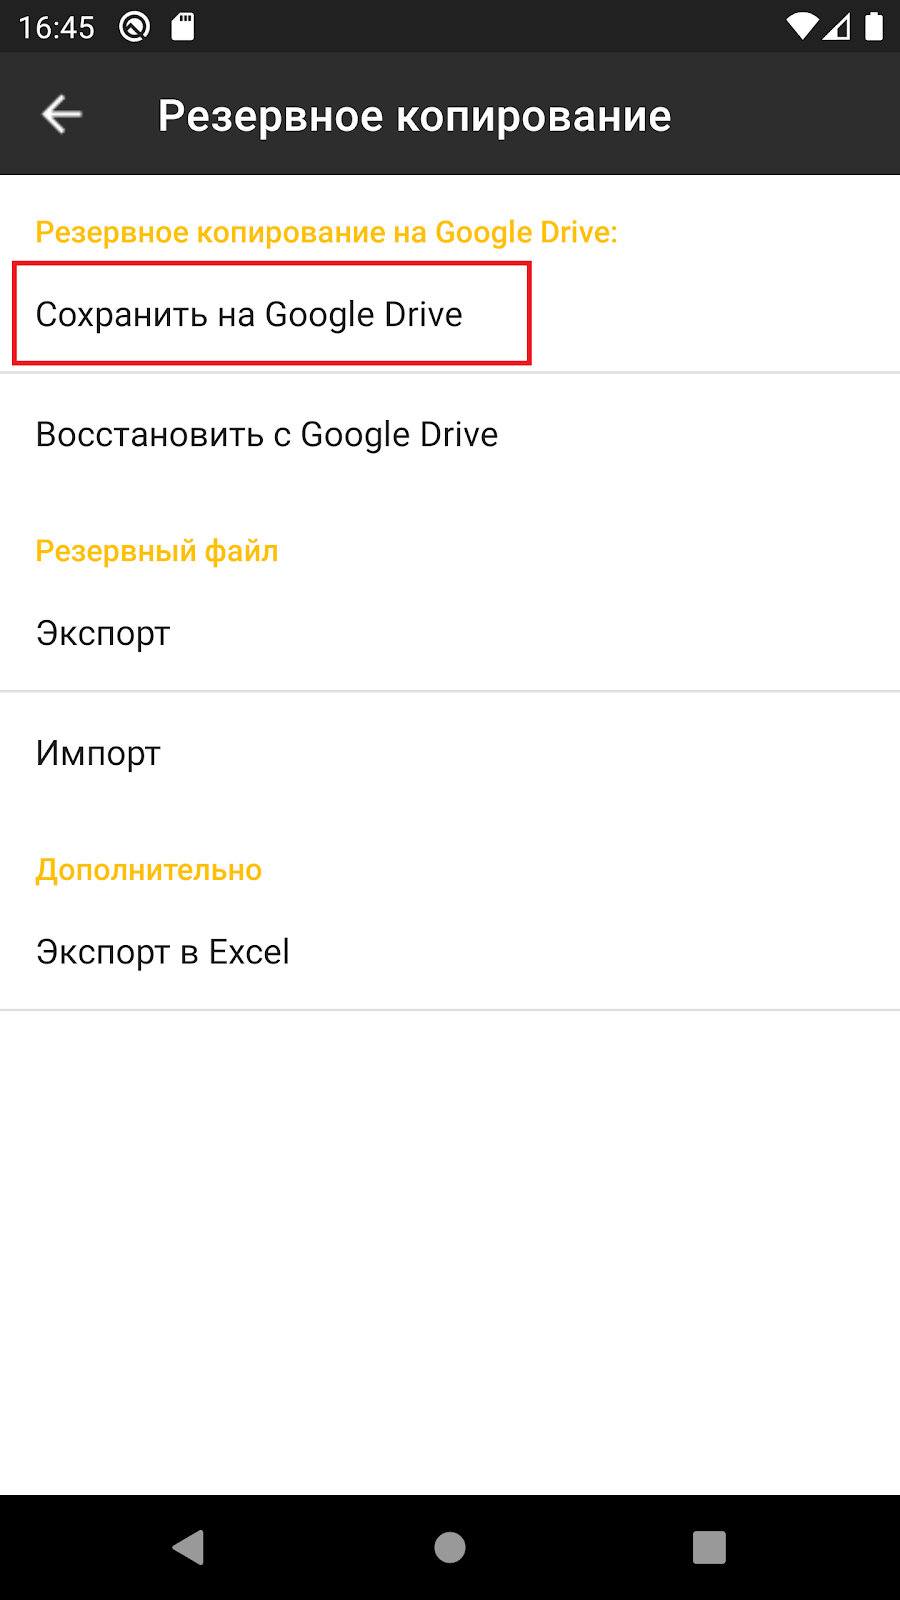 16:45
Резервное копирование
Резервное копирование на Google Drive:
Сохранить на Google Drive
Восстановить с Google Drive
Резервный файл
Экспорт
Импорт
Дополнительно
Экспорт в Excel